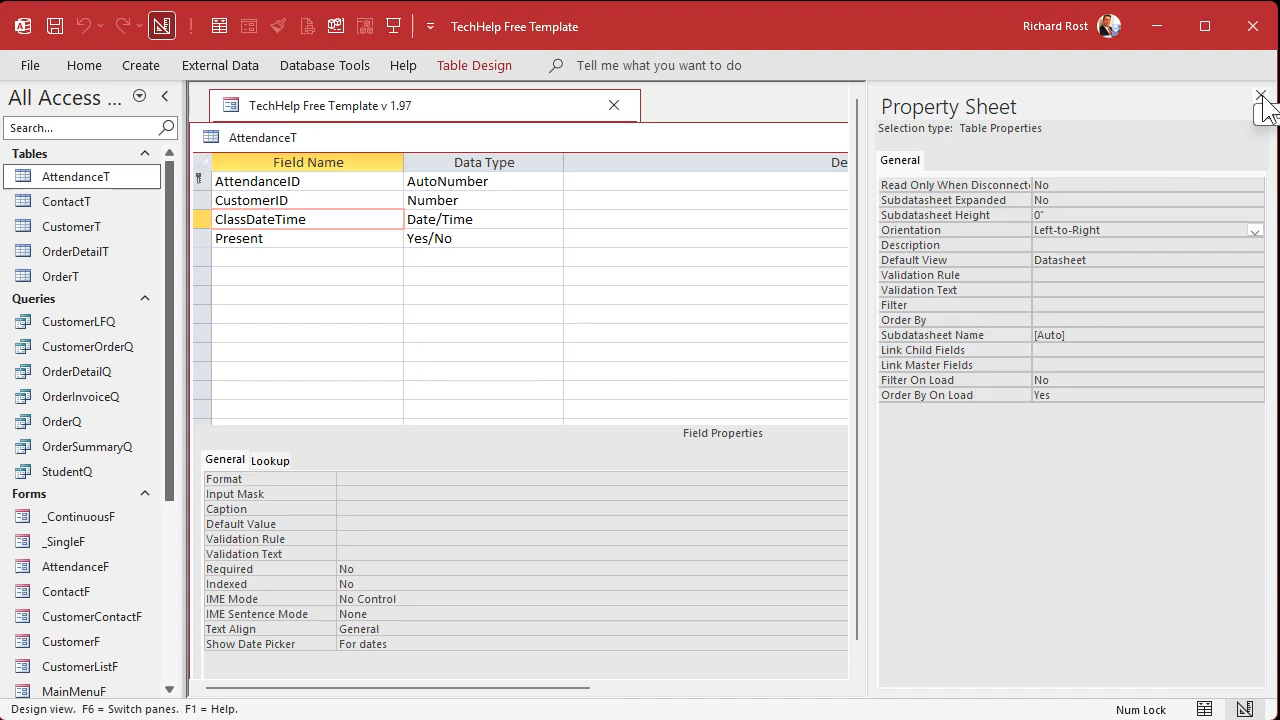 TechHelp Free Template
Richard Rost
File Home Create External Data Database Tools Help Table Design Tell me what you want to do
All Access ...
Search...
Tables
AttendanceT
ContactT
CustomerT
OrderDetailT
OrderT
Queries
CustomerLFQ
CustomerOrderQ
OrderDetailQ
OrderInvoiceQ
OrderQ
OrderSummaryQ
StudentQ
Forms
_ContinuousF
_SingleF
AttendanceF
ContactF
CustomerContactF
CustomerF
CustomerListF
MainMenuF
TechHelp Free Template v 1.97
AttendanceT
Field Name Data Type De
AttendanceID AutoNumber
CustomerID Number
ClassDateTime Date/Time
Present Yes/No
Field Properties
General Lookup
Format
Input Mask
Caption
Default Value
Validation Rule
Validation Text
Required No
Indexed No
IME Mode No Control
IME Sentence Mode None
Text Align General
Show Date Picker For dates
Property Sheet
Selection type: Table Properties
General
Read Only When Disconnecte No
Subdatasheet Expanded No
Subdatasheet Height 0"
Orientation Left-to-Right
Description
Default View Datasheet
Validation Rule
Validation Text
Filter
Order By
Subdatasheet Name [Auto]
Link Child Fields
Link Master Fields
Filter On Load No
Order By On Load Yes
Design view. F6 = Switch panes. F1 = Help.
Num Lock